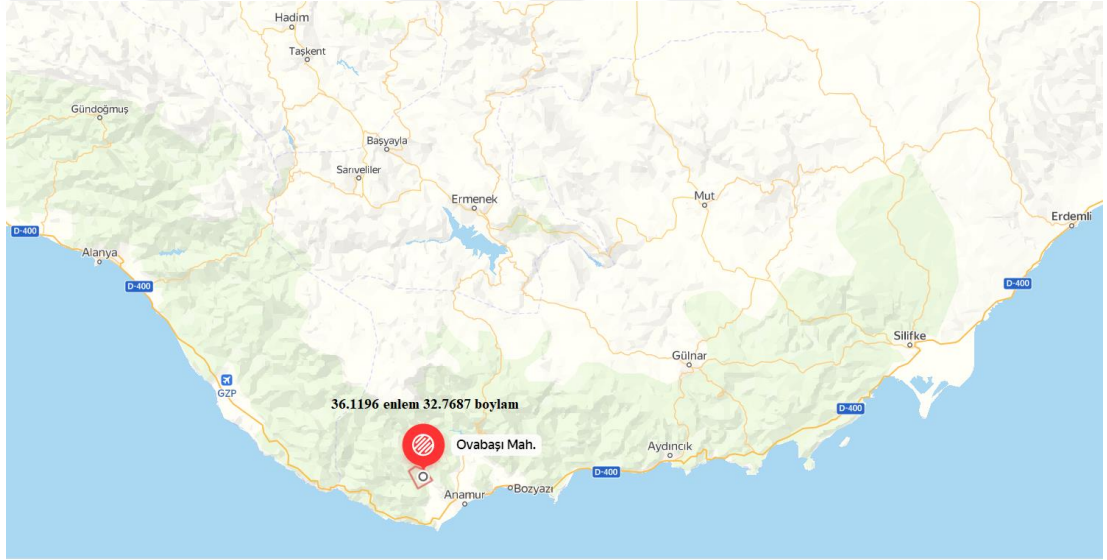 Hadim
Taşkent
Gündoğmuş
Başyayla
Sarıveliler
Ermenek
Mut
Erdemli
D-400
Alanya
D-400
D-400
Silifke
Gülnar
GZP
36.1196 enlem 32.7687 boylam
D-400
Ovabaşı Mah.
Aydıncık
D-400
Anamur
Bozyazı